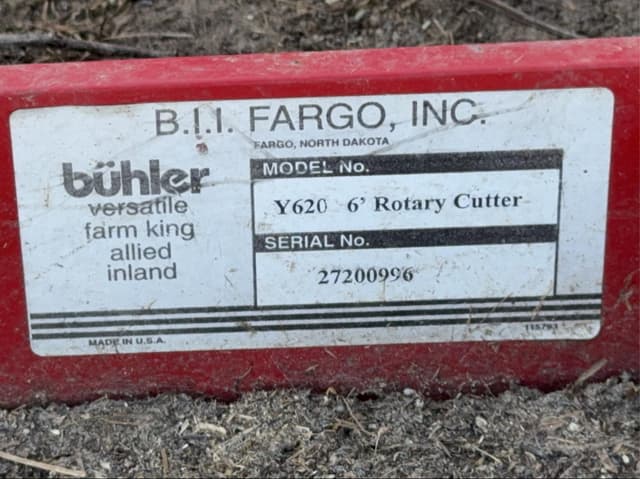 B.I.I. FARGO, INC.
FARGO, NORTH DAKOTA
bühler
versatile
farm king
allied
inland
MODEL No.
Y620 6' Rotary Cutter
SERIAL No.
27200996
MADE IN U.S.A.